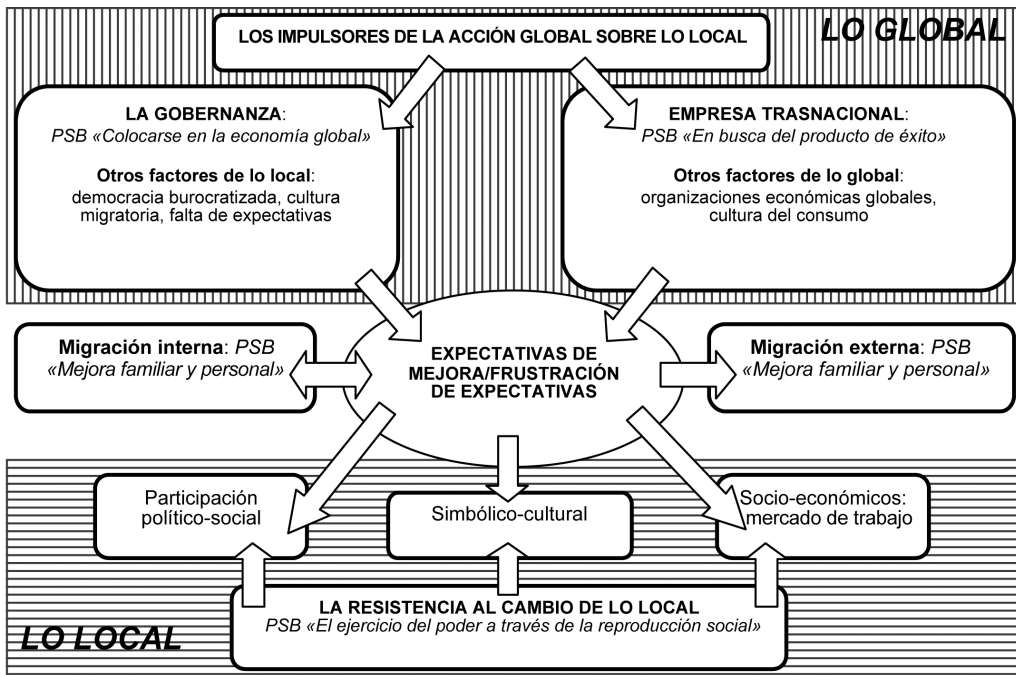 LO GLOBAL
LOS IMPULSORES DE LA ACCIÓN GLOBAL SOBRE LO LOCAL
LA GOBERNANZA:
PSB «Colocarse en la economía global»
Otros factores de lo local:
democracia burocratizada, cultura
migratoria, falta de expectativas
EMPRESA TRASNACIONAL:
PSB «En busca del producto de éxito»
Otros factores de lo global:
organizaciones económicas globales,
cultura del consumo
Migración interna: PSB
«Mejora familiar y personal»
EXPECTATIVAS DE
MEJORA/FRUSTRACIÓN
DE EXPECTATIVAS
Migración externa: PSB
«Mejora familiar y personal»
Participación
político-social
Simbólico-cultural
Socio-económicos:
mercado de trabajo
LA RESISTENCIA AL CAMBIO DE LO LOCAL
PSB «El ejercicio del poder a través de la reproducción social»
LO LOCAL